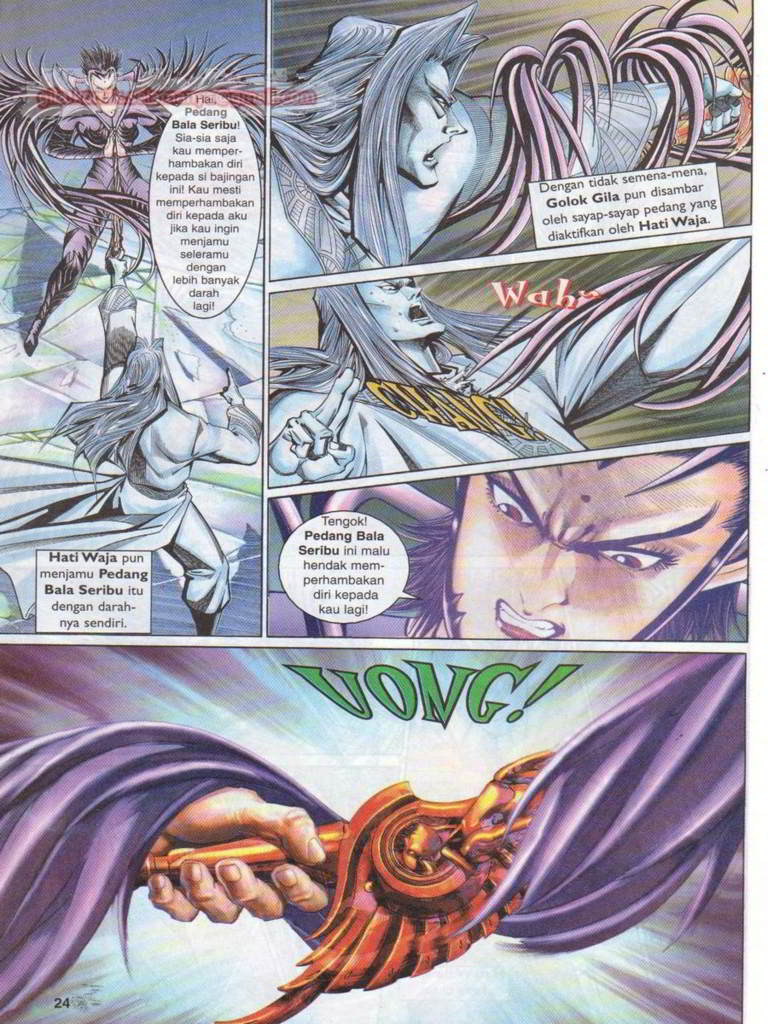 Hai,
Pedang
Bala Seribu!
Sia-sia saja
kau memper-
hambakan diri
kepada si bajingan
ini! Kau mesti
memperhambakan
diri kepada aku
jika kau ingin
menjamu
seleramu
dengan
lebih banyak
darah
lagi!
Hati Waja pun
menjamu Pedang
Bala Seribu itu
dengan darah-
nya sendiri.
Dengan tidak semena-mena,
Golok Gila pun disambar
oleh sayap-sayap pedang yang
diaktifkan oleh Hati Waja.
Wah
CHANG!
Tengok!
Pedang Bala
Seribu ini malu
hendak mem-
perhambakan
diri kepada
kau lagi!
UONG!
24